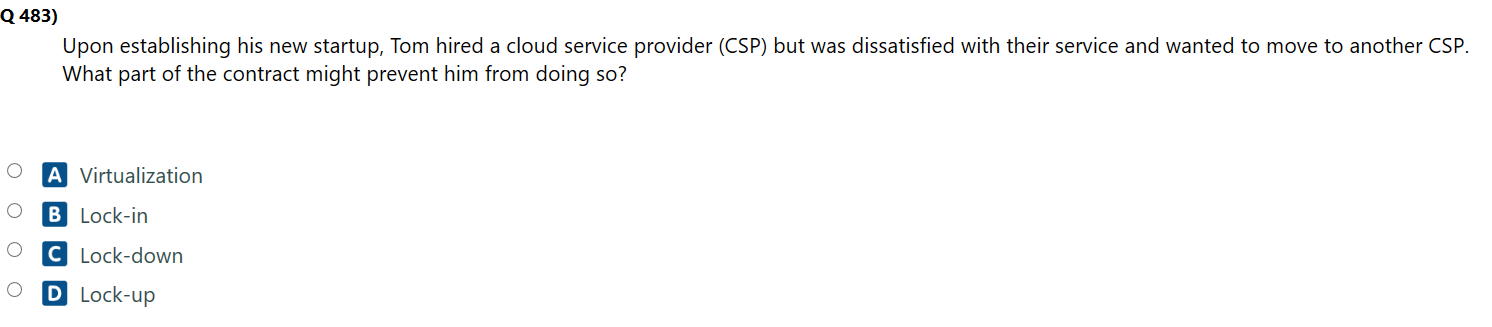 Q 483)
Upon establishing his new startup, Tom hired a cloud service provider (CSP) but was dissatisfied with their service and wanted to move to another CSP.
What part of the contract might prevent him from doing so?
A Virtualization
B Lock-in
C Lock-down
D Lock-up